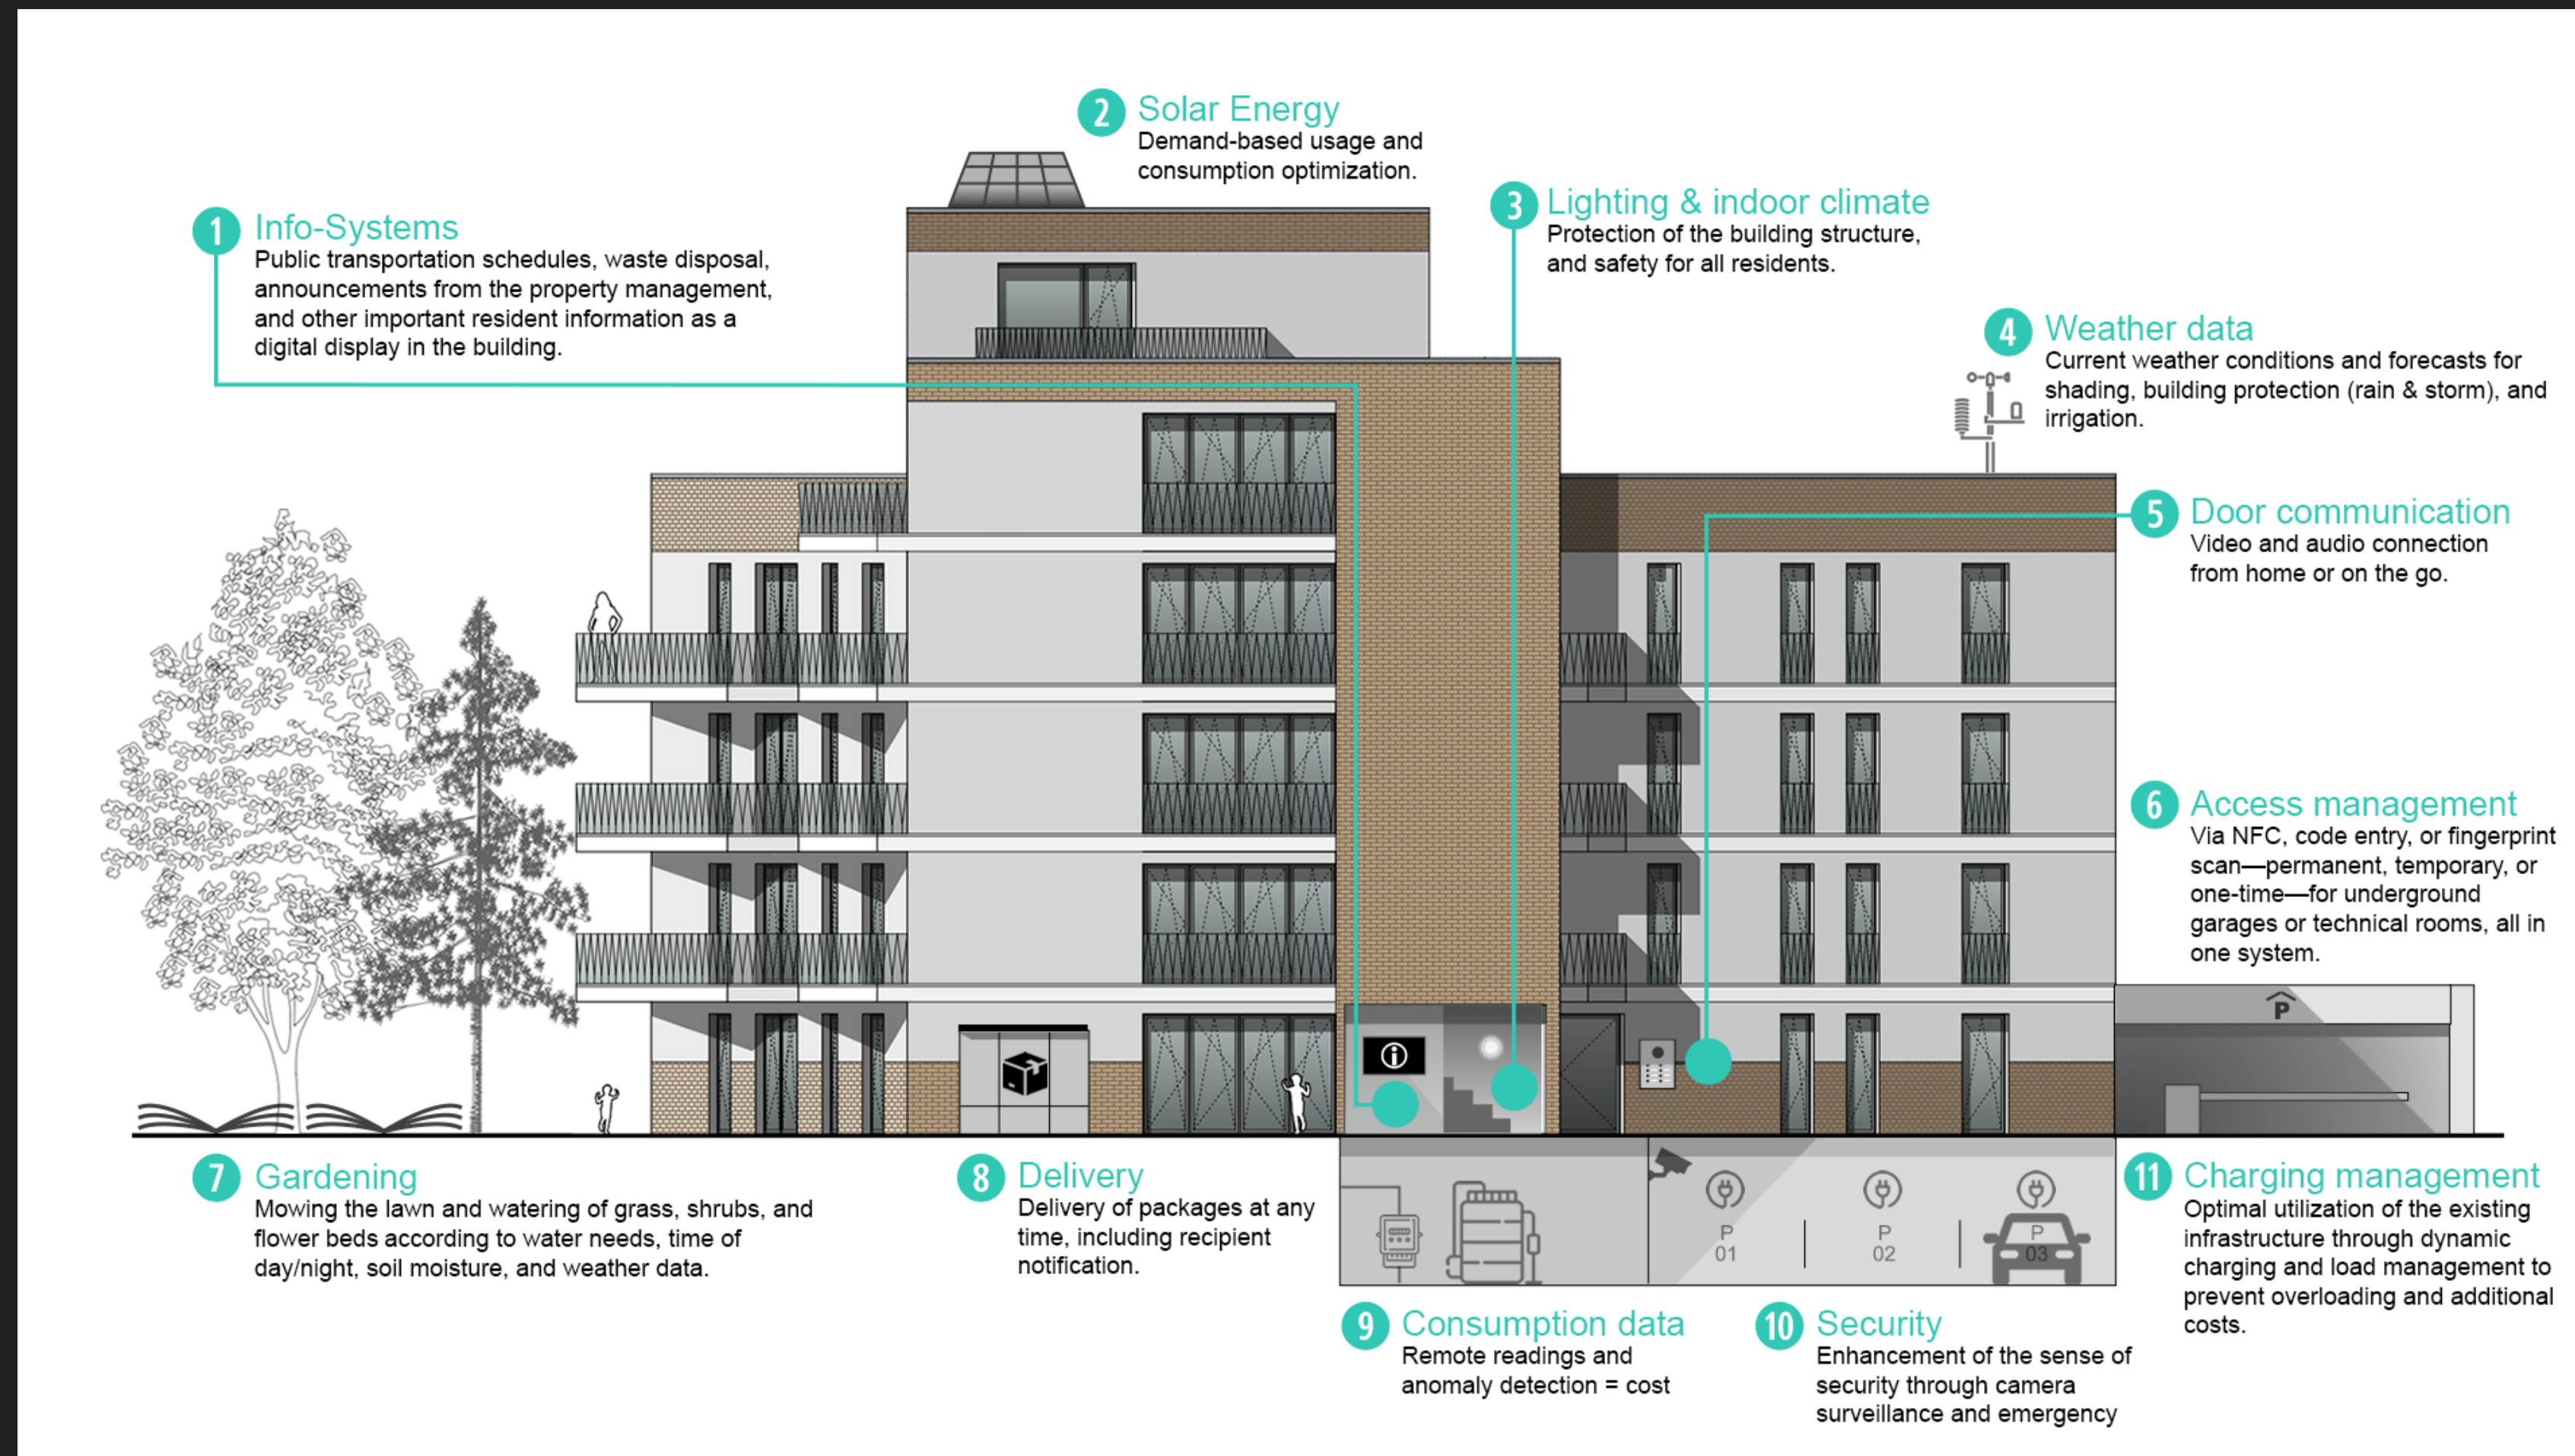 2 Solar Energy
Demand-based usage and
consumption optimization.
3 Lighting & indoor climate
Protection of the building structure,
and safety for all residents.
1 Info-Systems
Public transportation schedules, waste disposal,
announcements from the property management,
and other important resident information as a
digital display in the building.
4 Weather data
Current weather conditions and forecasts for
shading, building protection (rain & storm), and
irrigation.
5 Door communication
Video and audio connection
from home or on the go.
6 Access management
Via NFC, code entry, or fingerprint
scan—permanent, temporary, or
one-time—for underground
garages or technical rooms, all in
one system.
P
i
7 Gardening
Mowing the lawn and watering of grass, shrubs, and
flower beds according to water needs, time of
day/night, soil moisture, and weather data.
8 Delivery
Delivery of packages at any
time, including recipient
notification.
P
01
P
02
P
03
11 Charging management
Optimal utilization of the existing
infrastructure through dynamic
charging and load management to
prevent overloading and additional
costs.
9 Consumption data
Remote readings and
anomaly detection = cost
10 Security
Enhancement of the sense of
security through camera
surveillance and emergency